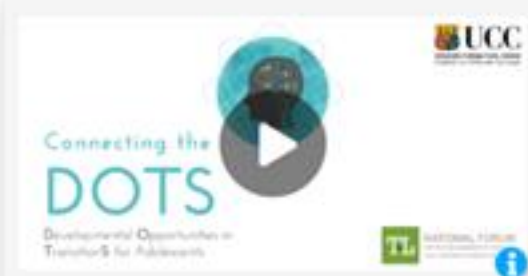 UCC
Connecting the
DOTS
Developmental Opportunities in
TransitionS for Adolescents
TL
NATIONAL FORUM
i